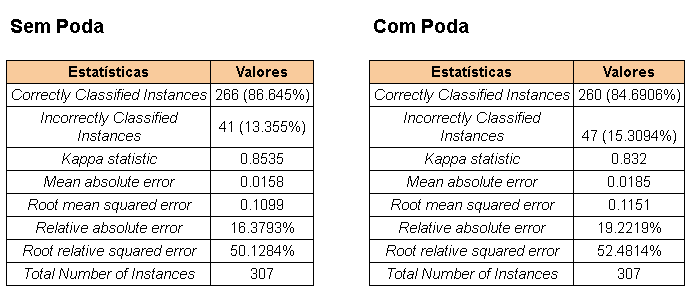 Sem Poda
Estatísticas Valores
Correctly Classified Instances 266 (86.645%)
Incorrectly Classified
Instances 41 (13.355%)
Kappa statistic 0.8535
Mean absolute error 0.0158
Root mean squared error 0.1099
Relative absolute error 16.3793%
Root relative squared error 50.1284%
Total Number of Instances 307
Com Poda
Estatísticas Valores
Correctly Classified Instances 260 (84.6906%)
Incorrectly Classified
Instances 47 (15.3094%)
Kappa statistic 0.832
Mean absolute error 0.0185
Root mean squared error 0.1151
Relative absolute error 19.2219%
Root relative squared error 52.4814%
Total Number of Instances 307